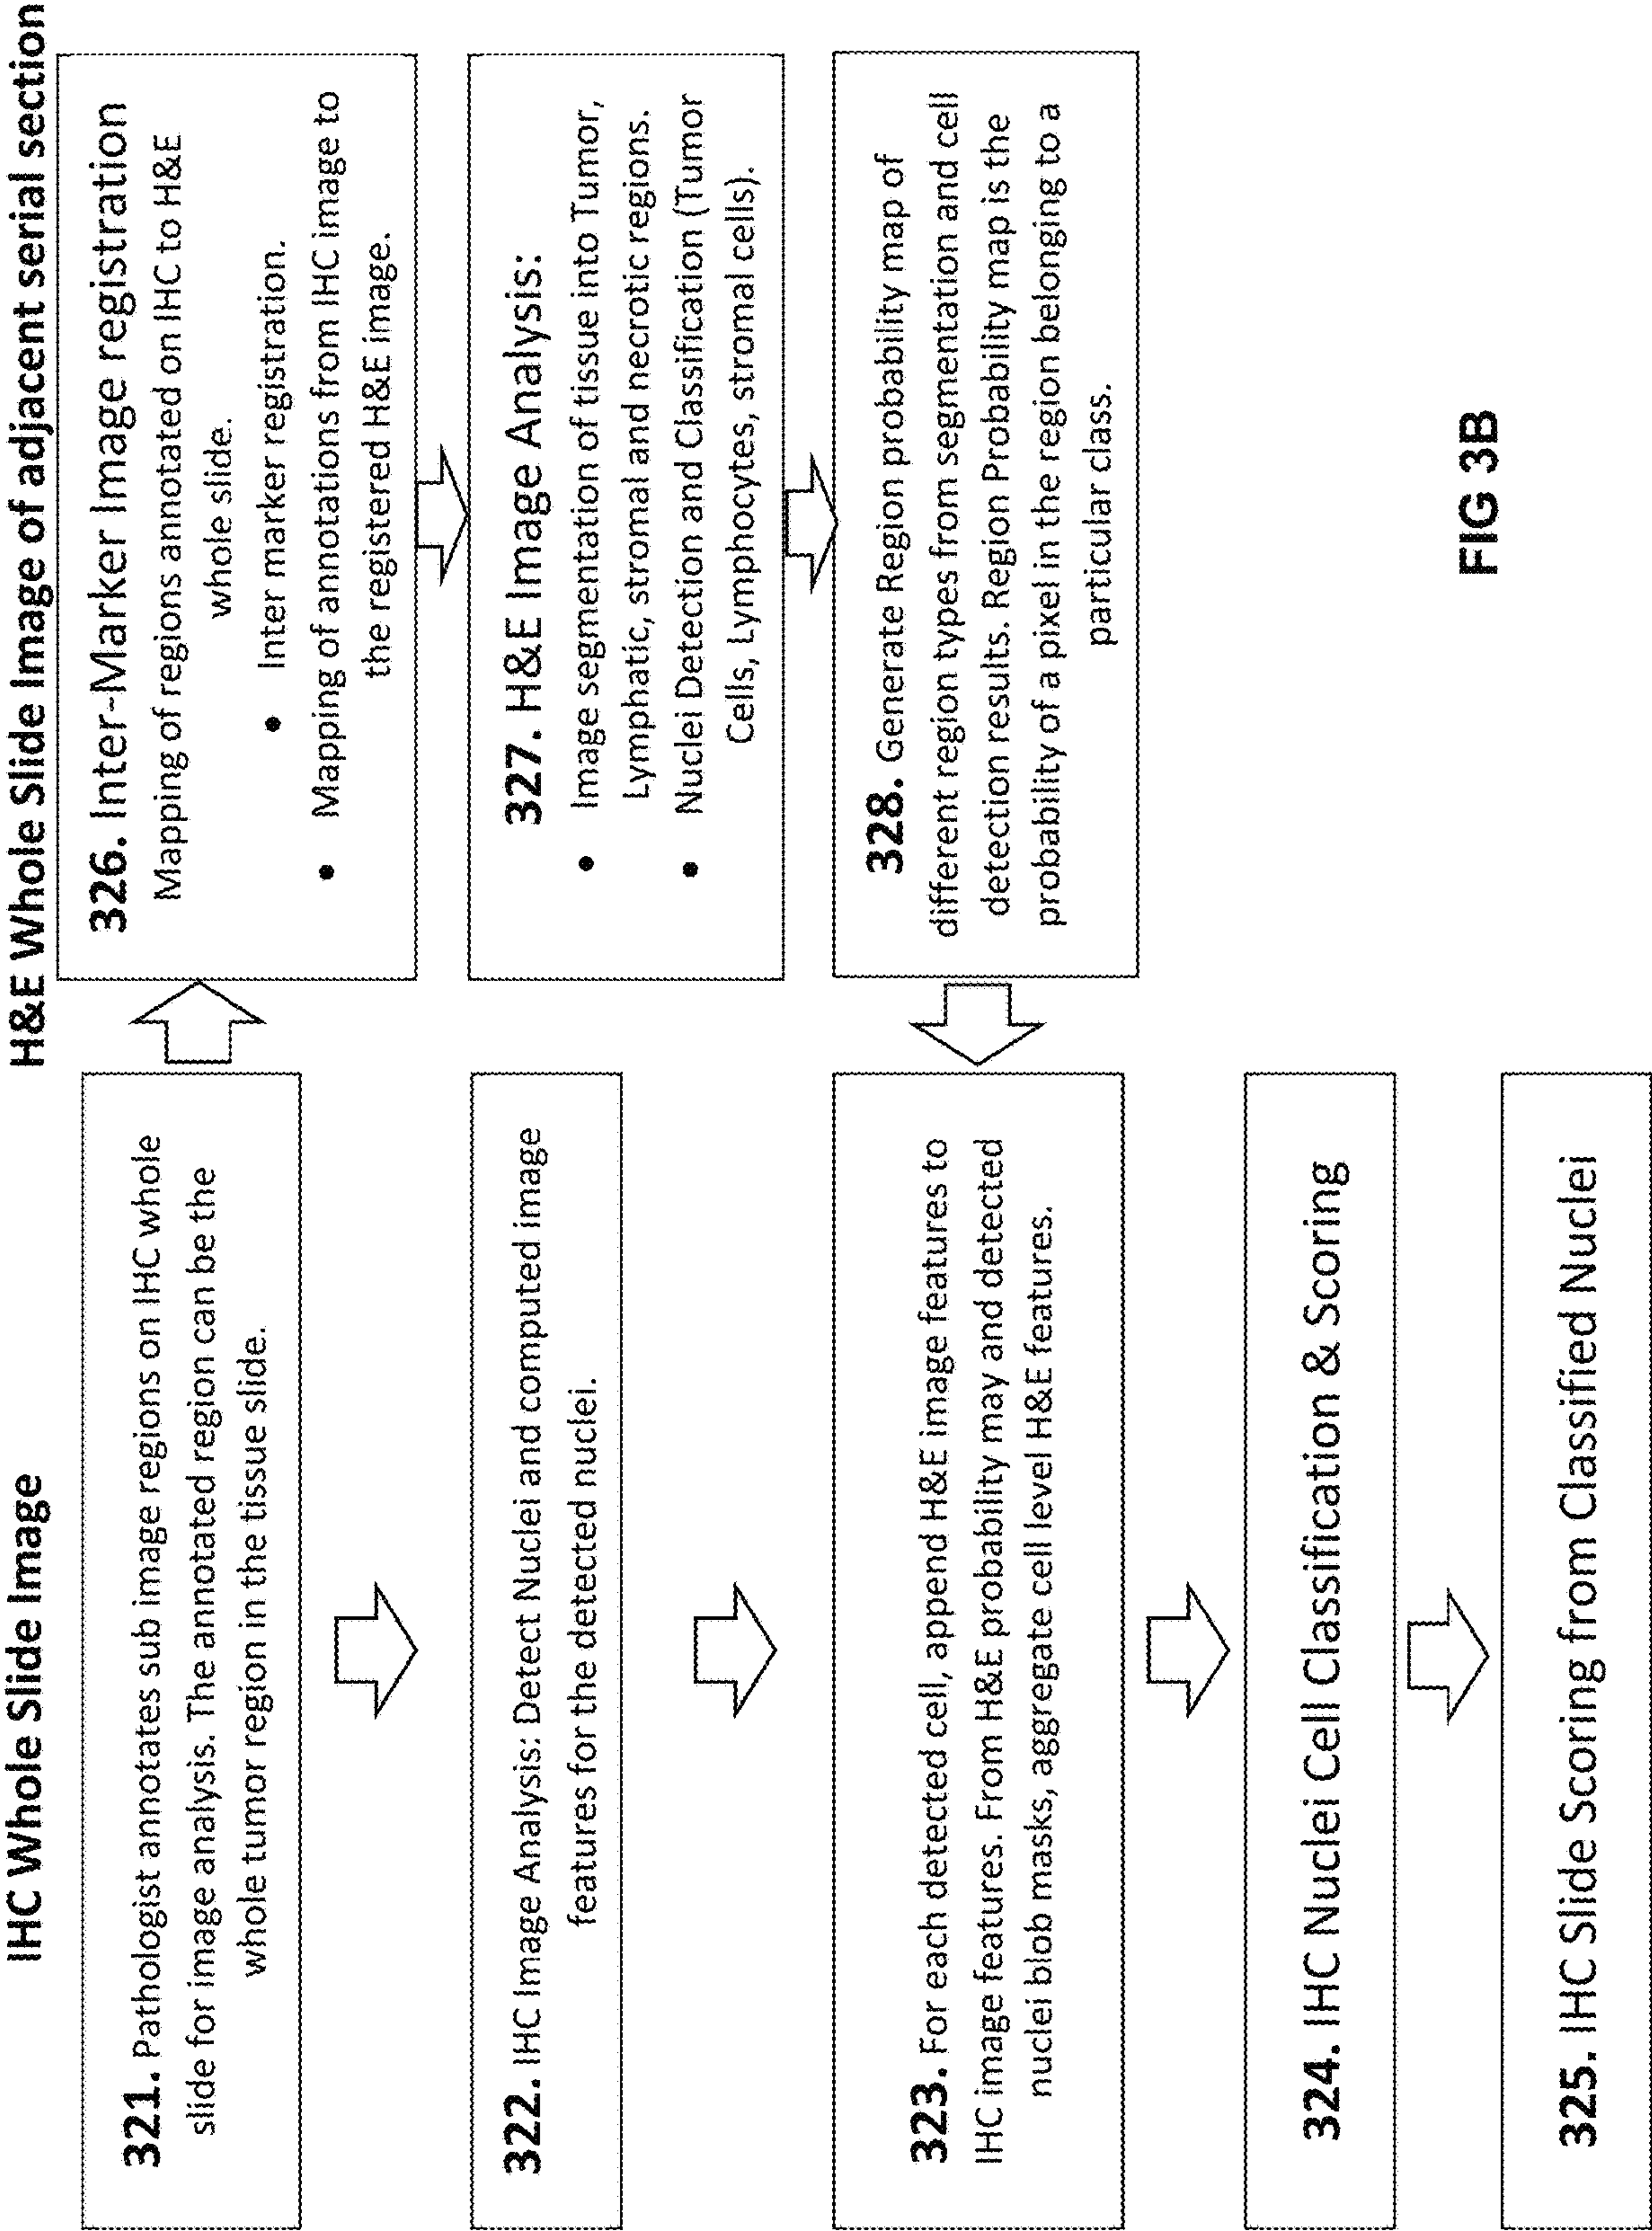 IHC Whole Slide Image
321. Pathologist annotates sub image regions on IHC whole
slide for image analysis. The annotated region can be the
whole tumor region in the tissue slide.
322. IHC Image Analysis: Detect Nuclei and computed image
features for the detected nuclei.
323. For each detected cell, append H&E image features to
IHC image features. From H&E probability may and detected
nuclei blob masks, aggregate cell level H&E features.
324. IHC Nuclei Cell Classification & Scoring
325. IHC Slide Scoring from Classified Nuclei
H&E Whole Slide Image of adjacent serial section
326. Inter-Marker Image registration
Mapping of regions annotated on IHC to H&E
whole slide.
• Inter marker registration.
• Mapping of annotations from IHC image to
the registered H&E image.
327. H&E Image Analysis:
• Image segmentation of tissue into Tumor,
Lymphatic, stromal and necrotic regions.
• Nuclei Detection and Classification (Tumor
Cells, Lymphocytes, stromal cells).
328. Generate Region probability map of
different region types from segmentation and cell
detection results. Region Probability map is the
probability of a pixel in the region belonging to a
particular class.
FIG 3B